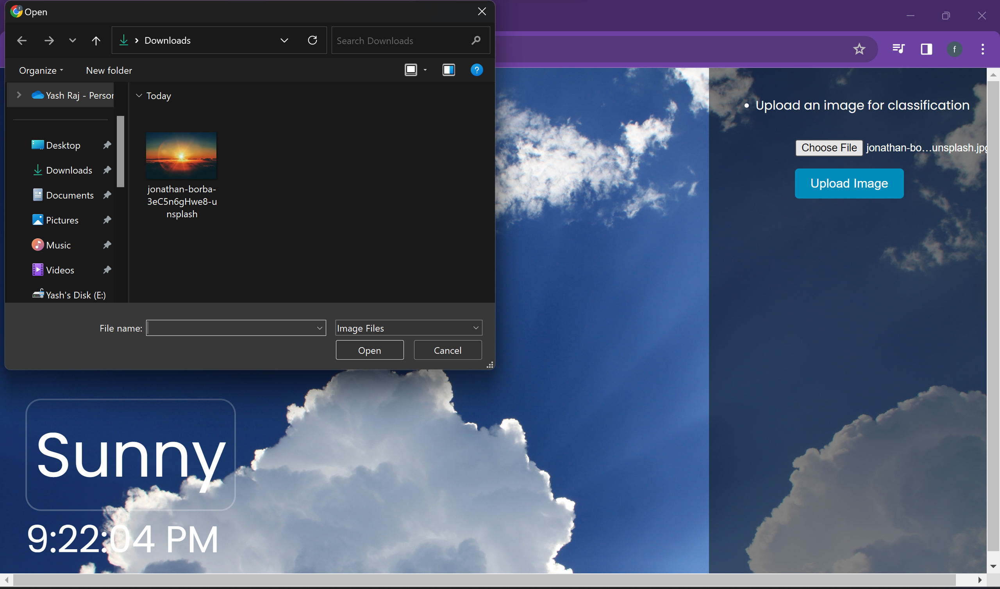 Open
Downloads
Search Downloads
Organize
New folder
?
f
Yash Raj - Person
Today
Desktop
Downloads
Documents
Pictures
Music
Videos
Yash's Disk (E:)
jonathan-borba-
3eC5n6gHwe8-u
nsplash
File name:
Image Files
Open
Cancel
Upload an image for classification
Choose File
jonathan-bo...unsplash.jpg
Upload Image
Sunny
9:22:04 PM